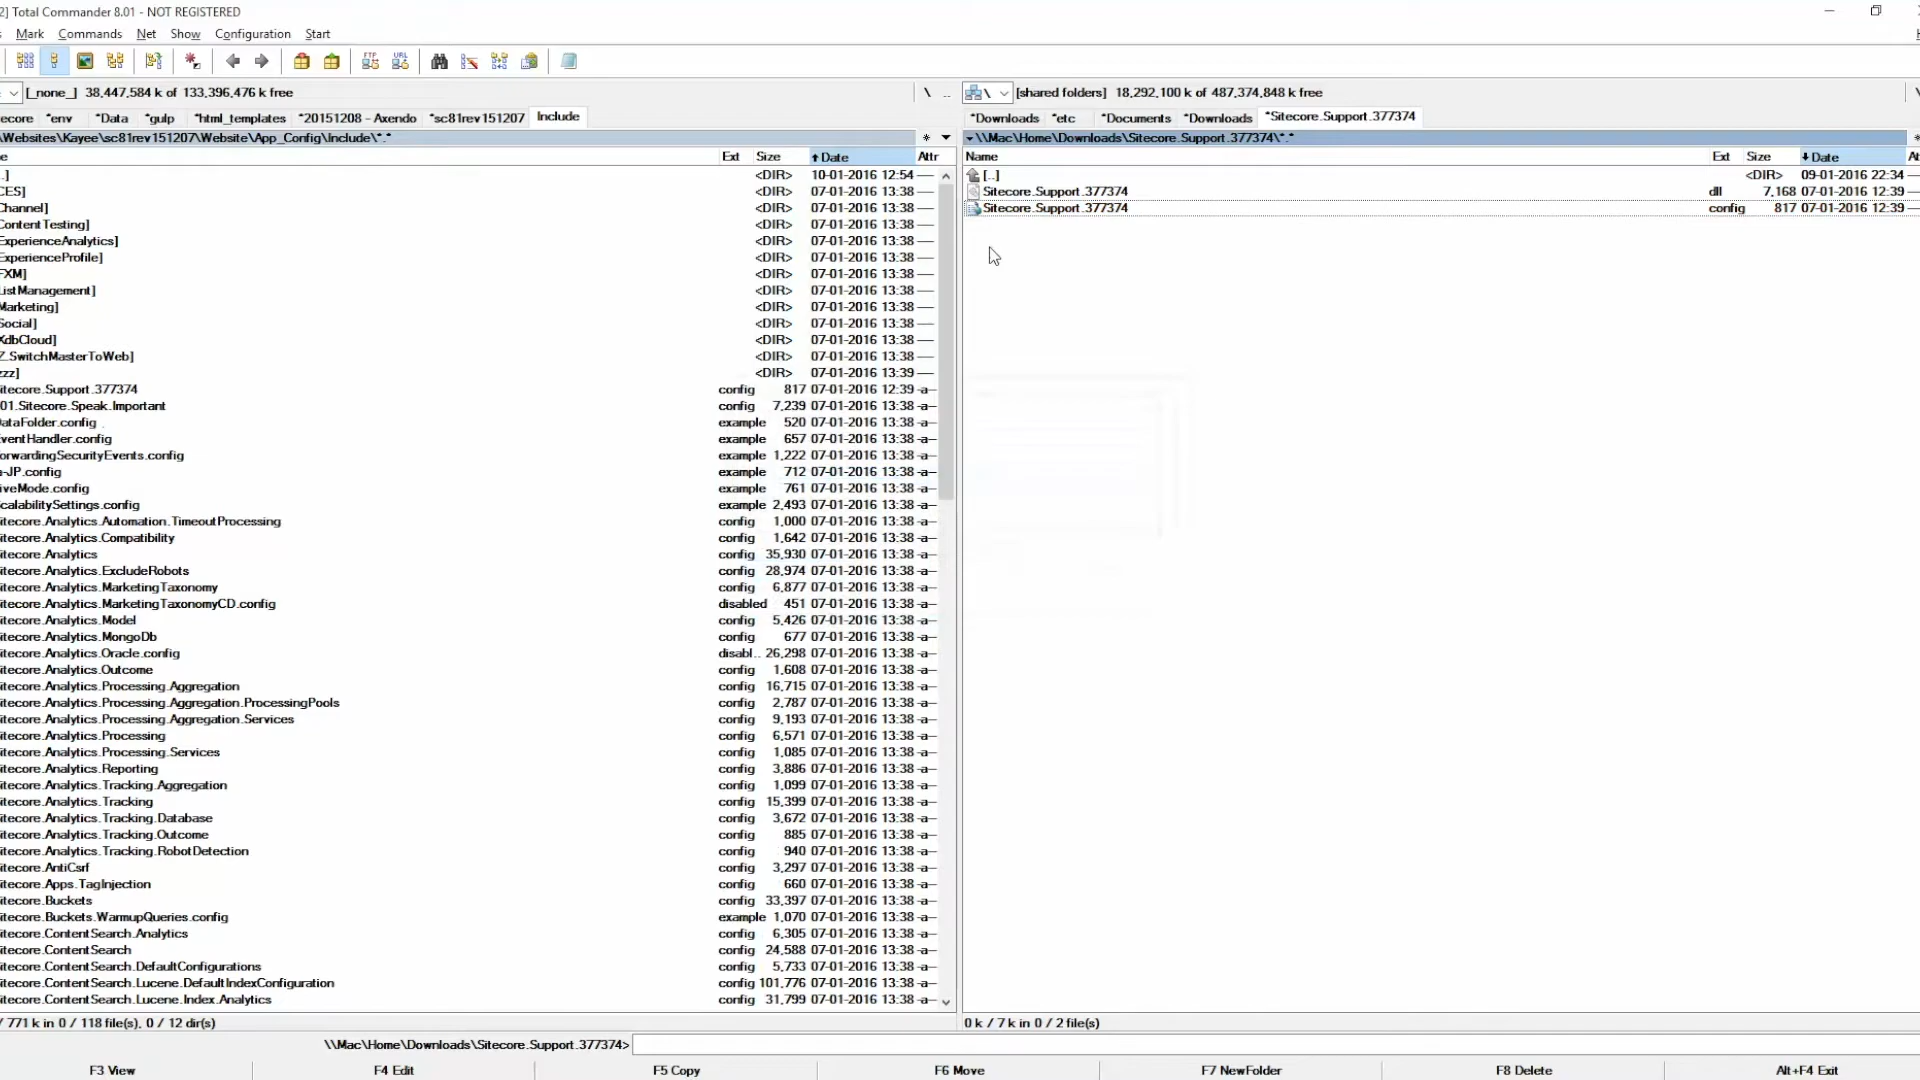 2] Total Commander 8.01 - NOT REGISTERED
s Mark Commands Net Show Configuration Start
FTP URL
[_none_] 38,447,584 k of 133,396,476 k free \ ..
\ [shared folders] 18,292,100 k of 487,374,848 k free \
ecore *env *Data *gulp *html_templates *20151208 - Axendo *sc81rev151207 Include
*Downloads *etc *Documents *Downloads *Sitecore.Support.377374
\Websites\Kayee\sc81rev151207\Website\App_Config\Include\*.* * 
\\Mac\Home\Downloads\Sitecore.Support.377374\*.* *
e Ext Size Date Attr
Name Ext Size Date At
.] <DIR> 10-01-2016 12:54 ----
CES] <DIR> 07-01-2016 13:38 ----
Channel] <DIR> 07-01-2016 13:38 ----
ContentTesting] <DIR> 07-01-2016 13:38 ----
ExperienceAnalytics] <DIR> 07-01-2016 13:38 ----
ExperienceProfile] <DIR> 07-01-2016 13:38 ----
FXM] <DIR> 07-01-2016 13:38 ----
ListManagement] <DIR> 07-01-2016 13:38 ----
Marketing] <DIR> 07-01-2016 13:38 ----
Social] <DIR> 07-01-2016 13:38 ----
XdbCloud] <DIR> 07-01-2016 13:38 ----
Z.SwitchMasterToWeb] <DIR> 07-01-2016 13:38 ----
zzz] <DIR> 07-01-2016 13:39 ----
itecore.Support.377374 config 817 07-01-2016 12:39 -a--
01.Sitecore.Speak.Important config 7,239 07-01-2016 13:38 -a--
DataFolder.config example 520 07-01-2016 13:38 -a--
EventHandler.config example 657 07-01-2016 13:38 -a--
orwardingSecurityEvents.config example 1,222 07-01-2016 13:38 -a--
a-JP.config example 712 07-01-2016 13:38 -a--
iveMode.config example 761 07-01-2016 13:38 -a--
ScalabilitySettings.config example 2,493 07-01-2016 13:38 -a--
itecore.Analytics.Automation.TimeoutProcessing config 1,000 07-01-2016 13:38 -a--
itecore.Analytics.Compatibility config 1,642 07-01-2016 13:38 -a--
itecore.Analytics config 35,930 07-01-2016 13:38 -a--
itecore.Analytics.ExcludeRobots config 28,974 07-01-2016 13:38 -a--
itecore.Analytics.MarketingTaxonomy config 6,877 07-01-2016 13:38 -a--
itecore.Analytics.MarketingTaxonomyCD.config disabled 451 07-01-2016 13:38 -a--
itecore.Analytics.Model config 5,426 07-01-2016 13:38 -a--
itecore.Analytics.MongoDb config 677 07-01-2016 13:38 -a--
itecore.Analytics.Oracle.config disabl.. 26,298 07-01-2016 13:38 -a--
itecore.Analytics.Outcome config 1,608 07-01-2016 13:38 -a--
itecore.Analytics.Processing.Aggregation config 16,715 07-01-2016 13:38 -a--
itecore.Analytics.Processing.Aggregation.ProcessingPools config 2,787 07-01-2016 13:38 -a--
itecore.Analytics.Processing.Aggregation.Services config 9,193 07-01-2016 13:38 -a--
itecore.Analytics.Processing config 6,571 07-01-2016 13:38 -a--
itecore.Analytics.Processing.Services config 1,085 07-01-2016 13:38 -a--
itecore.Analytics.Reporting config 3,886 07-01-2016 13:38 -a--
itecore.Analytics.Tracking.Aggregation config 1,099 07-01-2016 13:38 -a--
itecore.Analytics.Tracking config 15,399 07-01-2016 13:38 -a--
itecore.Analytics.Tracking.Database config 3,672 07-01-2016 13:38 -a--
itecore.Analytics.Tracking.Outcome config 885 07-01-2016 13:38 -a--
itecore.Analytics.Tracking.RobotDetection config 940 07-01-2016 13:38 -a--
itecore.AntiCsrf config 3,297 07-01-2016 13:38 -a--
itecore.Apps.TagInjection config 660 07-01-2016 13:38 -a--
itecore.Buckets config 33,397 07-01-2016 13:38 -a--
itecore.Buckets.WarmupQueries.config example 1,070 07-01-2016 13:38 -a--
itecore.ContentSearch.Analytics config 6,305 07-01-2016 13:38 -a--
itecore.ContentSearch config 24,588 07-01-2016 13:38 -a--
itecore.ContentSearch.DefaultConfigurations config 5,733 07-01-2016 13:38 -a--
itecore.ContentSearch.Lucene.DefaultIndexConfiguration config 101,776 07-01-2016 13:38 -a--
itecore.ContentSearch.Lucene.Index.Analytics config 31,799 07-01-2016 13:38 -a--
[..] <DIR> 09-01-2016 22:34 --
Sitecore.Support.377374 dll 7,168 07-01-2016 12:39 --
Sitecore.Support.377374 config 817 07-01-2016 12:39 --
/ 771 k in 0 / 118 file(s), 0 / 12 dir(s)
0 k / 7 k in 0 / 2 file(s)
\\Mac\Home\Downloads\Sitecore.Support.377374>
F3 View F4 Edit F5 Copy F6 Move F7 NewFolder F8 Delete Alt+F4 Exit